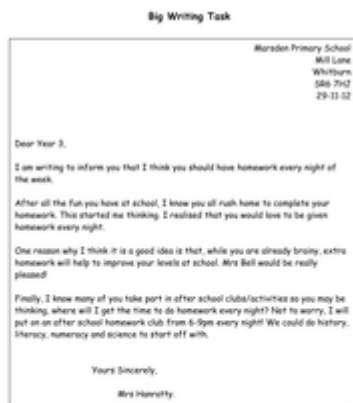 Big Writing Task
Marsden Primary School
Mill Lane
Whitburn
SR6 7HJ
29-11-12
Dear Year 3,
I am writing to inform you that I think you should have homework every night of
the week.
After all the fun you have at school, I know you all rush home to complete your
homework. This started me thinking. I realised that you would love to be given
homework every night.
One reason why I think it is a good idea is that, while you are already brainy, extra
homework will help to improve your levels at school. Mrs Bell would be really
pleased!
Finally, I know many of you take part in after school clubs/activities so you may be
thinking, where will I get the time to do homework every night? Not to worry, I will
put on an after school homework club from 6-9pm every night! We could do history,
literacy, numeracy and science to start off with.
Yours Sincerely,
Mrs Hanratty.